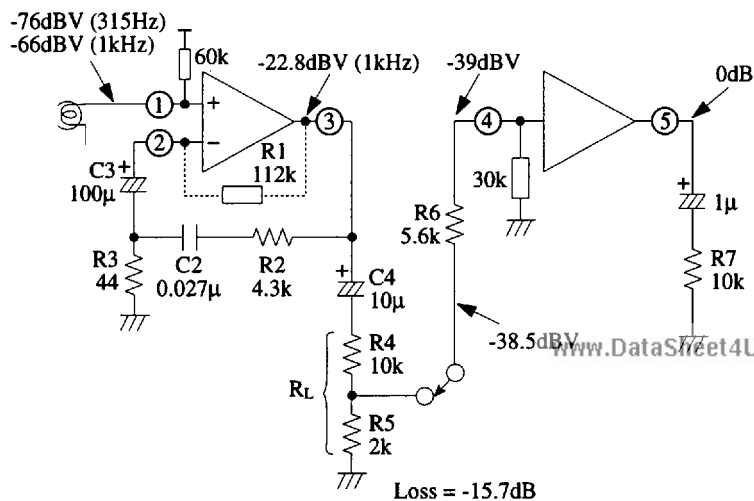 -76dBV (315Hz)
-66dBV (1kHz)
60k
-22.8dBV (1kHz)
-39dBV
0dB
1
+
2
−
3
4
5
R1
112k
C3
+
100μ
30k
+
1μ
R6
5.6k
R3
44
C2
0.027μ
R2
4.3k
+
C4
10μ
R7
10k
-38.5dBV
www.DataSheet4U
R4
10k
RL
R5
2k
Loss = -15.7dB